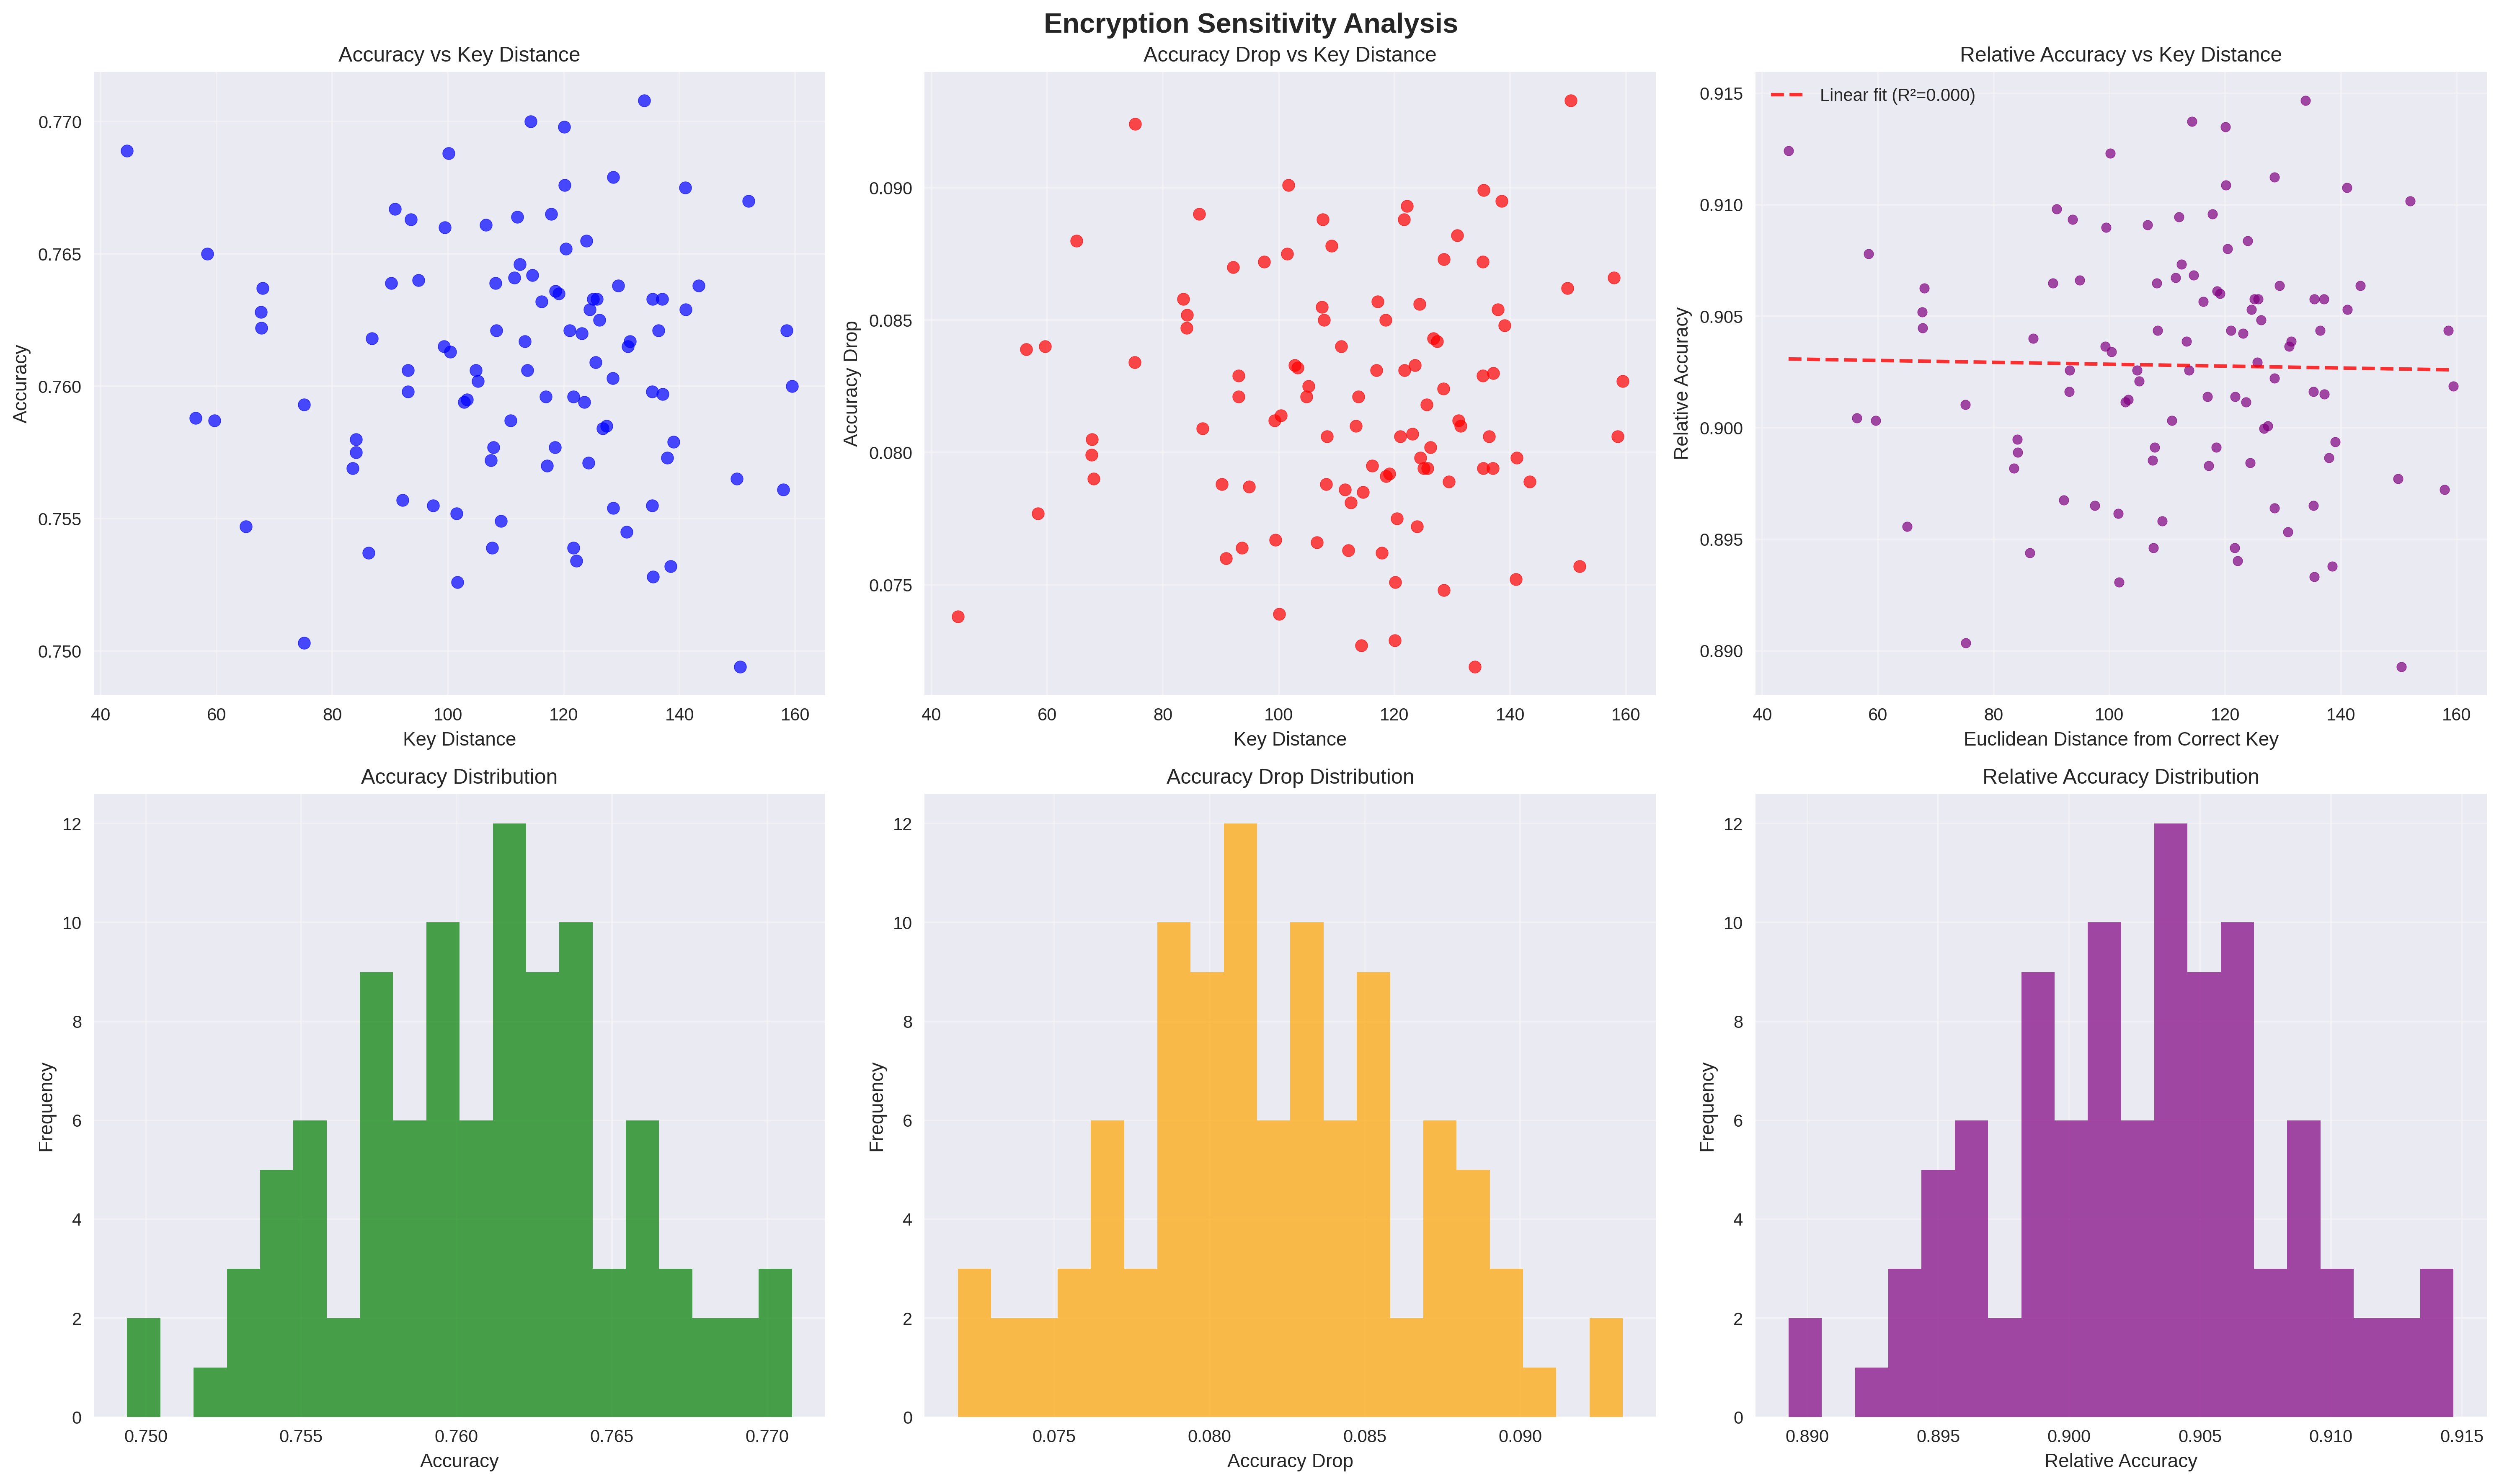 Encryption Sensitivity Analysis
Accuracy vs Key Distance
0.770
0.765
0.760
0.755
0.750
Accuracy
40 60 80 100 120 140 160
Key Distance
Accuracy Drop vs Key Distance
0.090
0.085
0.080
0.075
Accuracy Drop
40 60 80 100 120 140 160
Key Distance
Relative Accuracy vs Key Distance
Linear fit (R²=0.000)
0.915
0.910
0.905
0.900
0.895
0.890
Relative Accuracy
40 60 80 100 120 140 160
Euclidean Distance from Correct Key
Accuracy Distribution
12
10
8
6
4
2
0
Frequency
0.750 0.755 0.760 0.765 0.770
Accuracy
Accuracy Drop Distribution
12
10
8
6
4
2
0
Frequency
0.075 0.080 0.085 0.090
Accuracy Drop
Relative Accuracy Distribution
12
10
8
6
4
2
0
Frequency
0.890 0.895 0.900 0.905 0.910 0.915
Relative Accuracy